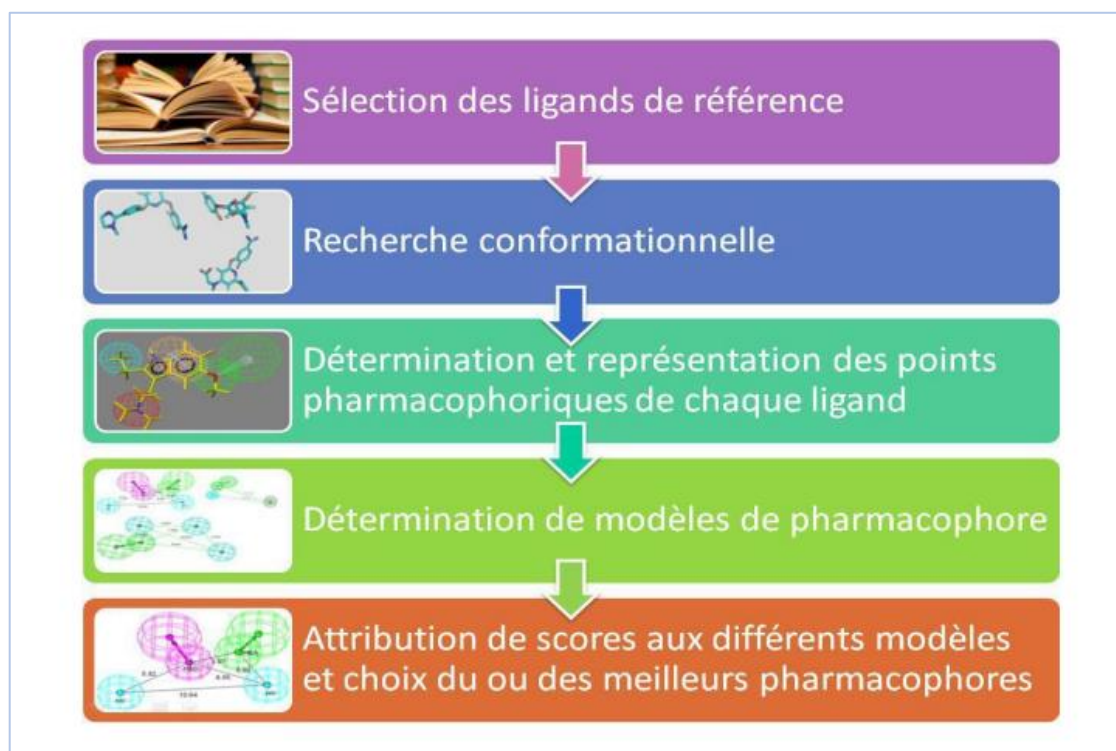 Sélection des ligands de référence
Recherche conformationnelle
Détermination et représentation des points
pharmacophoriques de chaque ligand
Détermination de modèles de pharmacophore
Attribution de scores aux différents modèles
et choix du ou des meilleurs pharmacophores